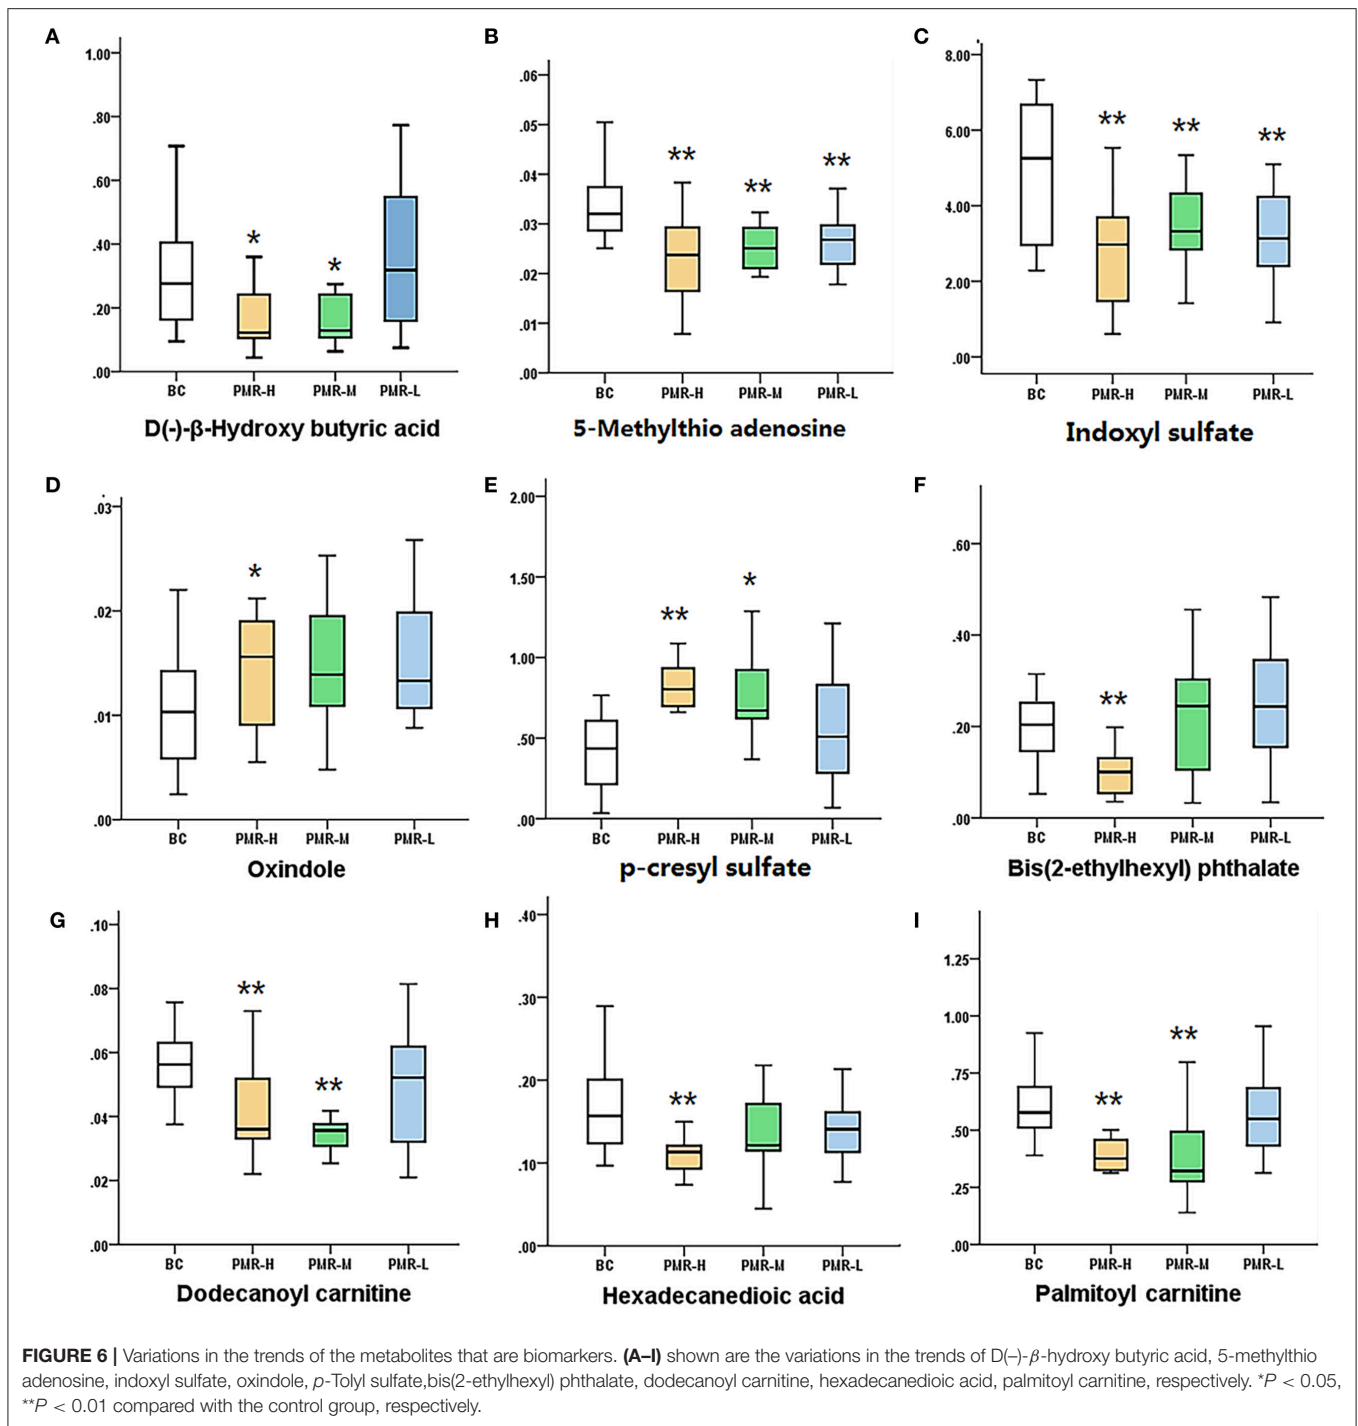 A
1.00
.80
.60
.40
.20
.00
BC PMR-H PMR-M PMR-L
D(-)-β-Hydroxy butyric acid
* *
B
.06
.05
.04
.03
.02
.01
.00
BC PMR-H PMR-M PMR-L
5-Methylthio adenosine
** ** **
C
8.00
6.00
4.00
2.00
.00
BC PMR-H PMR-M PMR-L
Indoxyl sulfate
** ** **
D
.03
.02
.01
.00
BC PMR-H PMR-M PMR-L
Oxindole
*
E
2.00
1.50
1.00
.50
.00
BC PMR-H PMR-M PMR-L
p-cresyl sulfate
** *
F
.60
.40
.20
.00
BC PMR-H PMR-M PMR-L
Bis(2-ethylhexyl) phthalate
**
G
.10
.08
.06
.04
.02
.00
BC PMR-H PMR-M PMR-L
Dodecanoyl carnitine
** **
H
.40
.30
.20
.10
.00
BC PMR-H PMR-M PMR-L
Hexadecanedioic acid
**
I
1.25
1.00
.75
.50
.25
.00
BC PMR-H PMR-M PMR-L
Palmitoyl carnitine
** **
FIGURE 6 | Variations in the trends of the metabolites that are biomarkers. (A–I) shown are the variations in the trends of D(–)-β-hydroxy butyric acid, 5-methylthio
adenosine, indoxyl sulfate, oxindole, p-Tolyl sulfate,bis(2-ethylhexyl) phthalate, dodecanoyl carnitine, hexadecanedioic acid, palmitoyl carnitine, respectively. *P < 0.05,
**P < 0.01 compared with the control group, respectively.